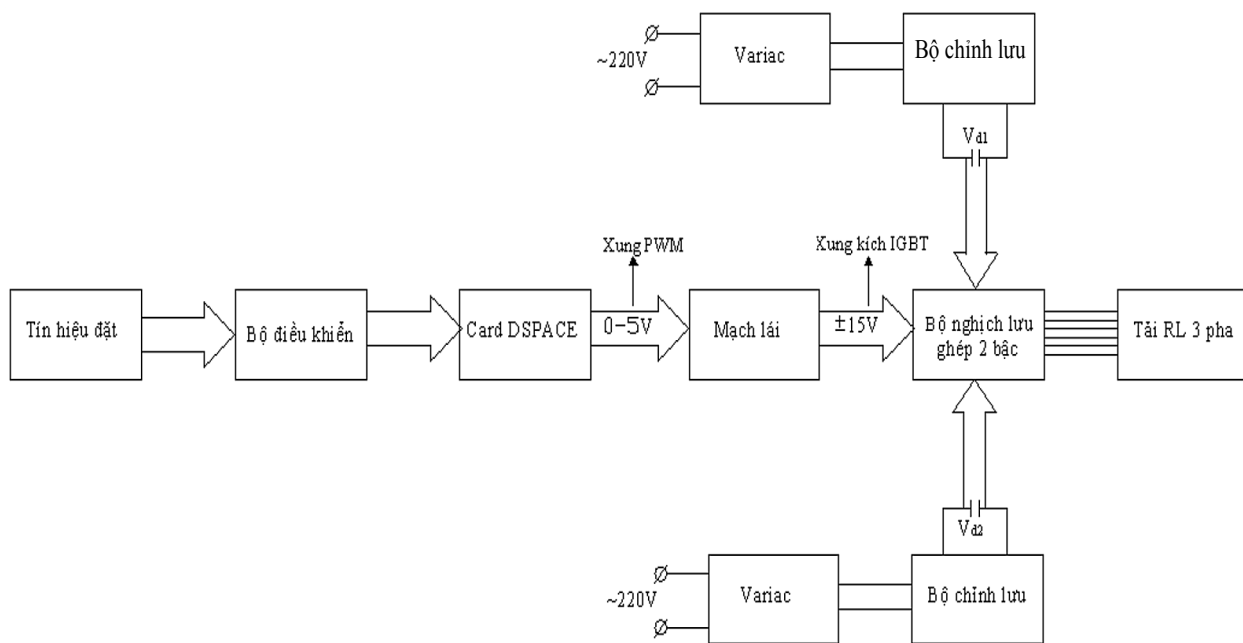 ~220V
Variac
Bộ chỉnh lưu
Vd1
Xung PWM
Xung kích IGBT
Tín hiệu đặt
Bộ điều khiển
Card DSPACE
0-5V
Mạch lái
±15V
Bộ nghịch lưu
ghép 2 bậc
Tải RL 3 pha
Vd2
~220V
Variac
Bộ chỉnh lưu